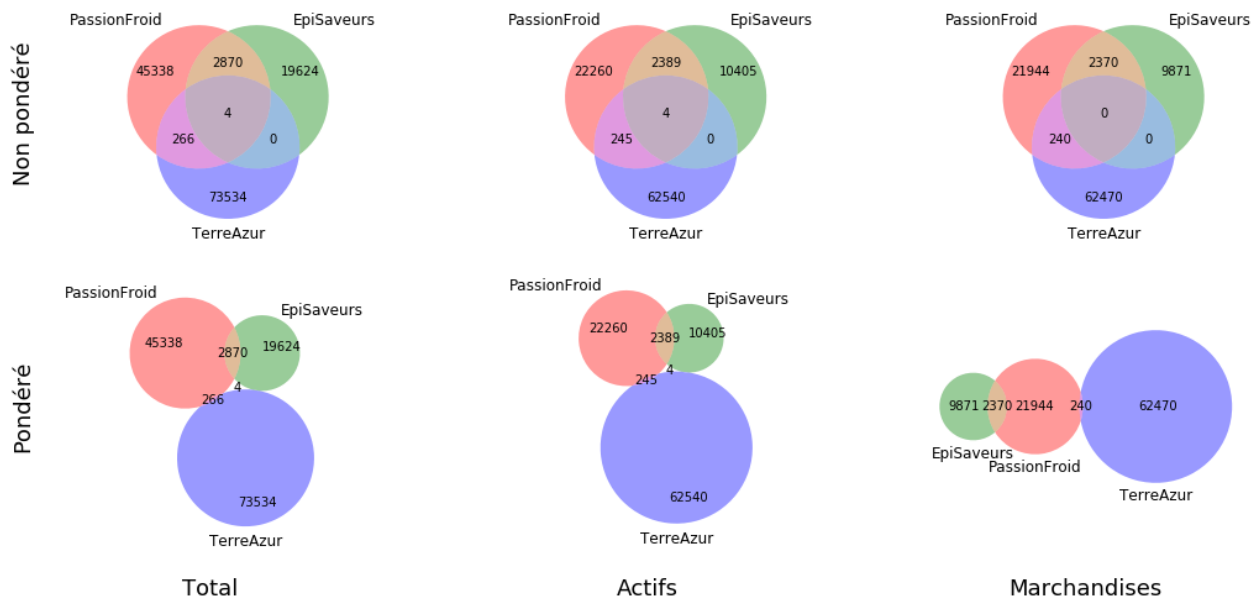 Non pondéré
PassionFroid
EpiSaveurs
45338
2870
19624
4
266
0
73534
TerreAzur
PassionFroid
EpiSaveurs
22260
2389
10405
4
245
0
62540
TerreAzur
PassionFroid
EpiSaveurs
21944
2370
9871
0
240
0
62470
TerreAzur
Pondéré
PassionFroid
EpiSaveurs
45338
2870
19624
4
266
73534
TerreAzur
PassionFroid
EpiSaveurs
22260
2389
10405
4
245
62540
TerreAzur
9871
2370
21944
240
62470
EpiSaveurs
PassionFroid
TerreAzur
Total
Actifs
Marchandises